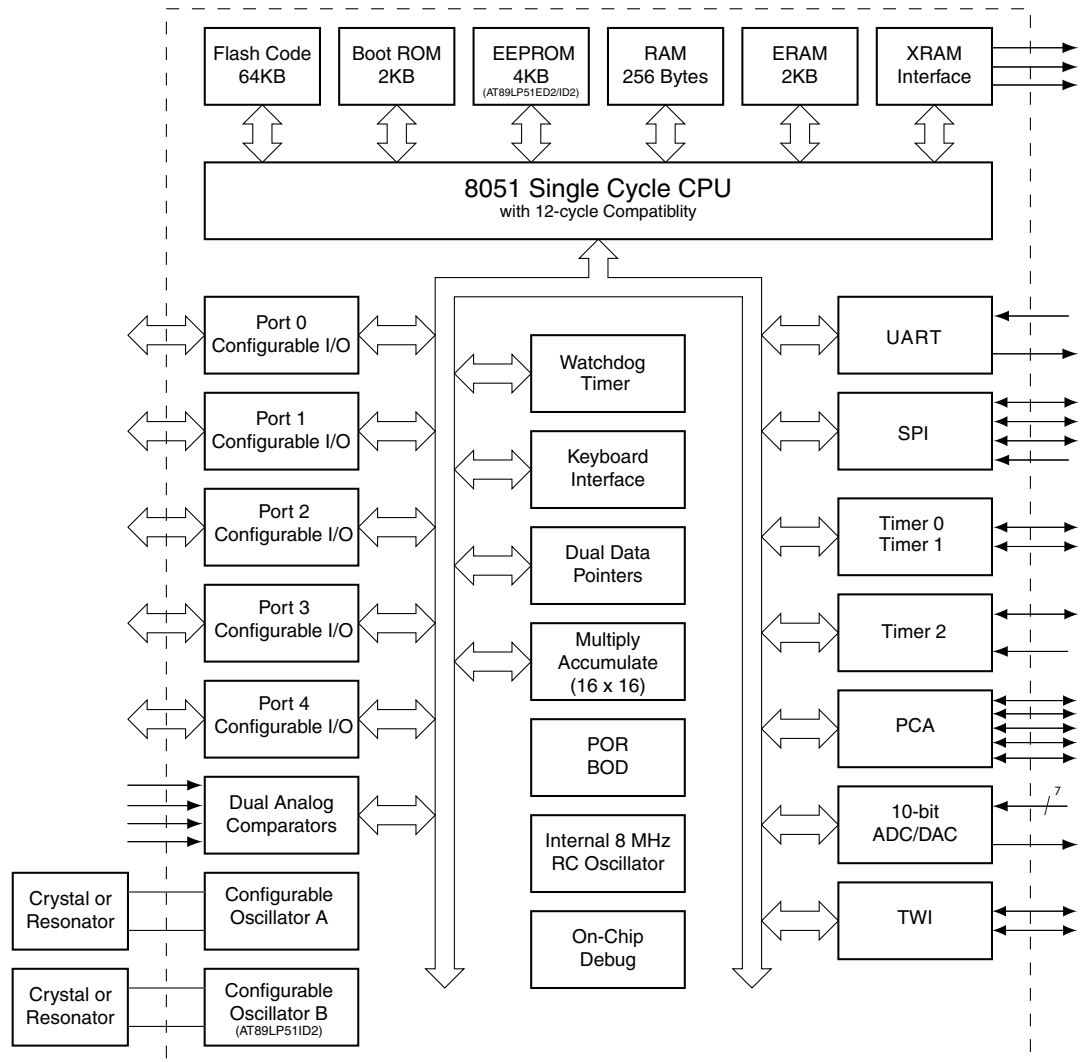 Flash Code
64KB
Boot ROM
2KB
EEPROM
4KB
(AT89LP51ED2/ID2)
RAM
256 Bytes
ERAM
2KB
XRAM
Interface
8051 Single Cycle CPU
with 12-cycle Compatiblity
Port 0
Configurable I/O
Port 1
Configurable I/O
Port 2
Configurable I/O
Port 3
Configurable I/O
Port 4
Configurable I/O
Dual Analog
Comparators
Crystal or
Resonator
Configurable
Oscillator A
Crystal or
Resonator
Configurable
Oscillator B
(AT89LP51ID2)
Watchdog
Timer
Keyboard
Interface
Dual Data
Pointers
Multiply
Accumulate
(16 x 16)
POR
BOD
Internal 8 MHz
RC Oscillator
On-Chip
Debug
UART
SPI
Timer 0
Timer 1
Timer 2
PCA
10-bit
ADC/DAC
7
TWI